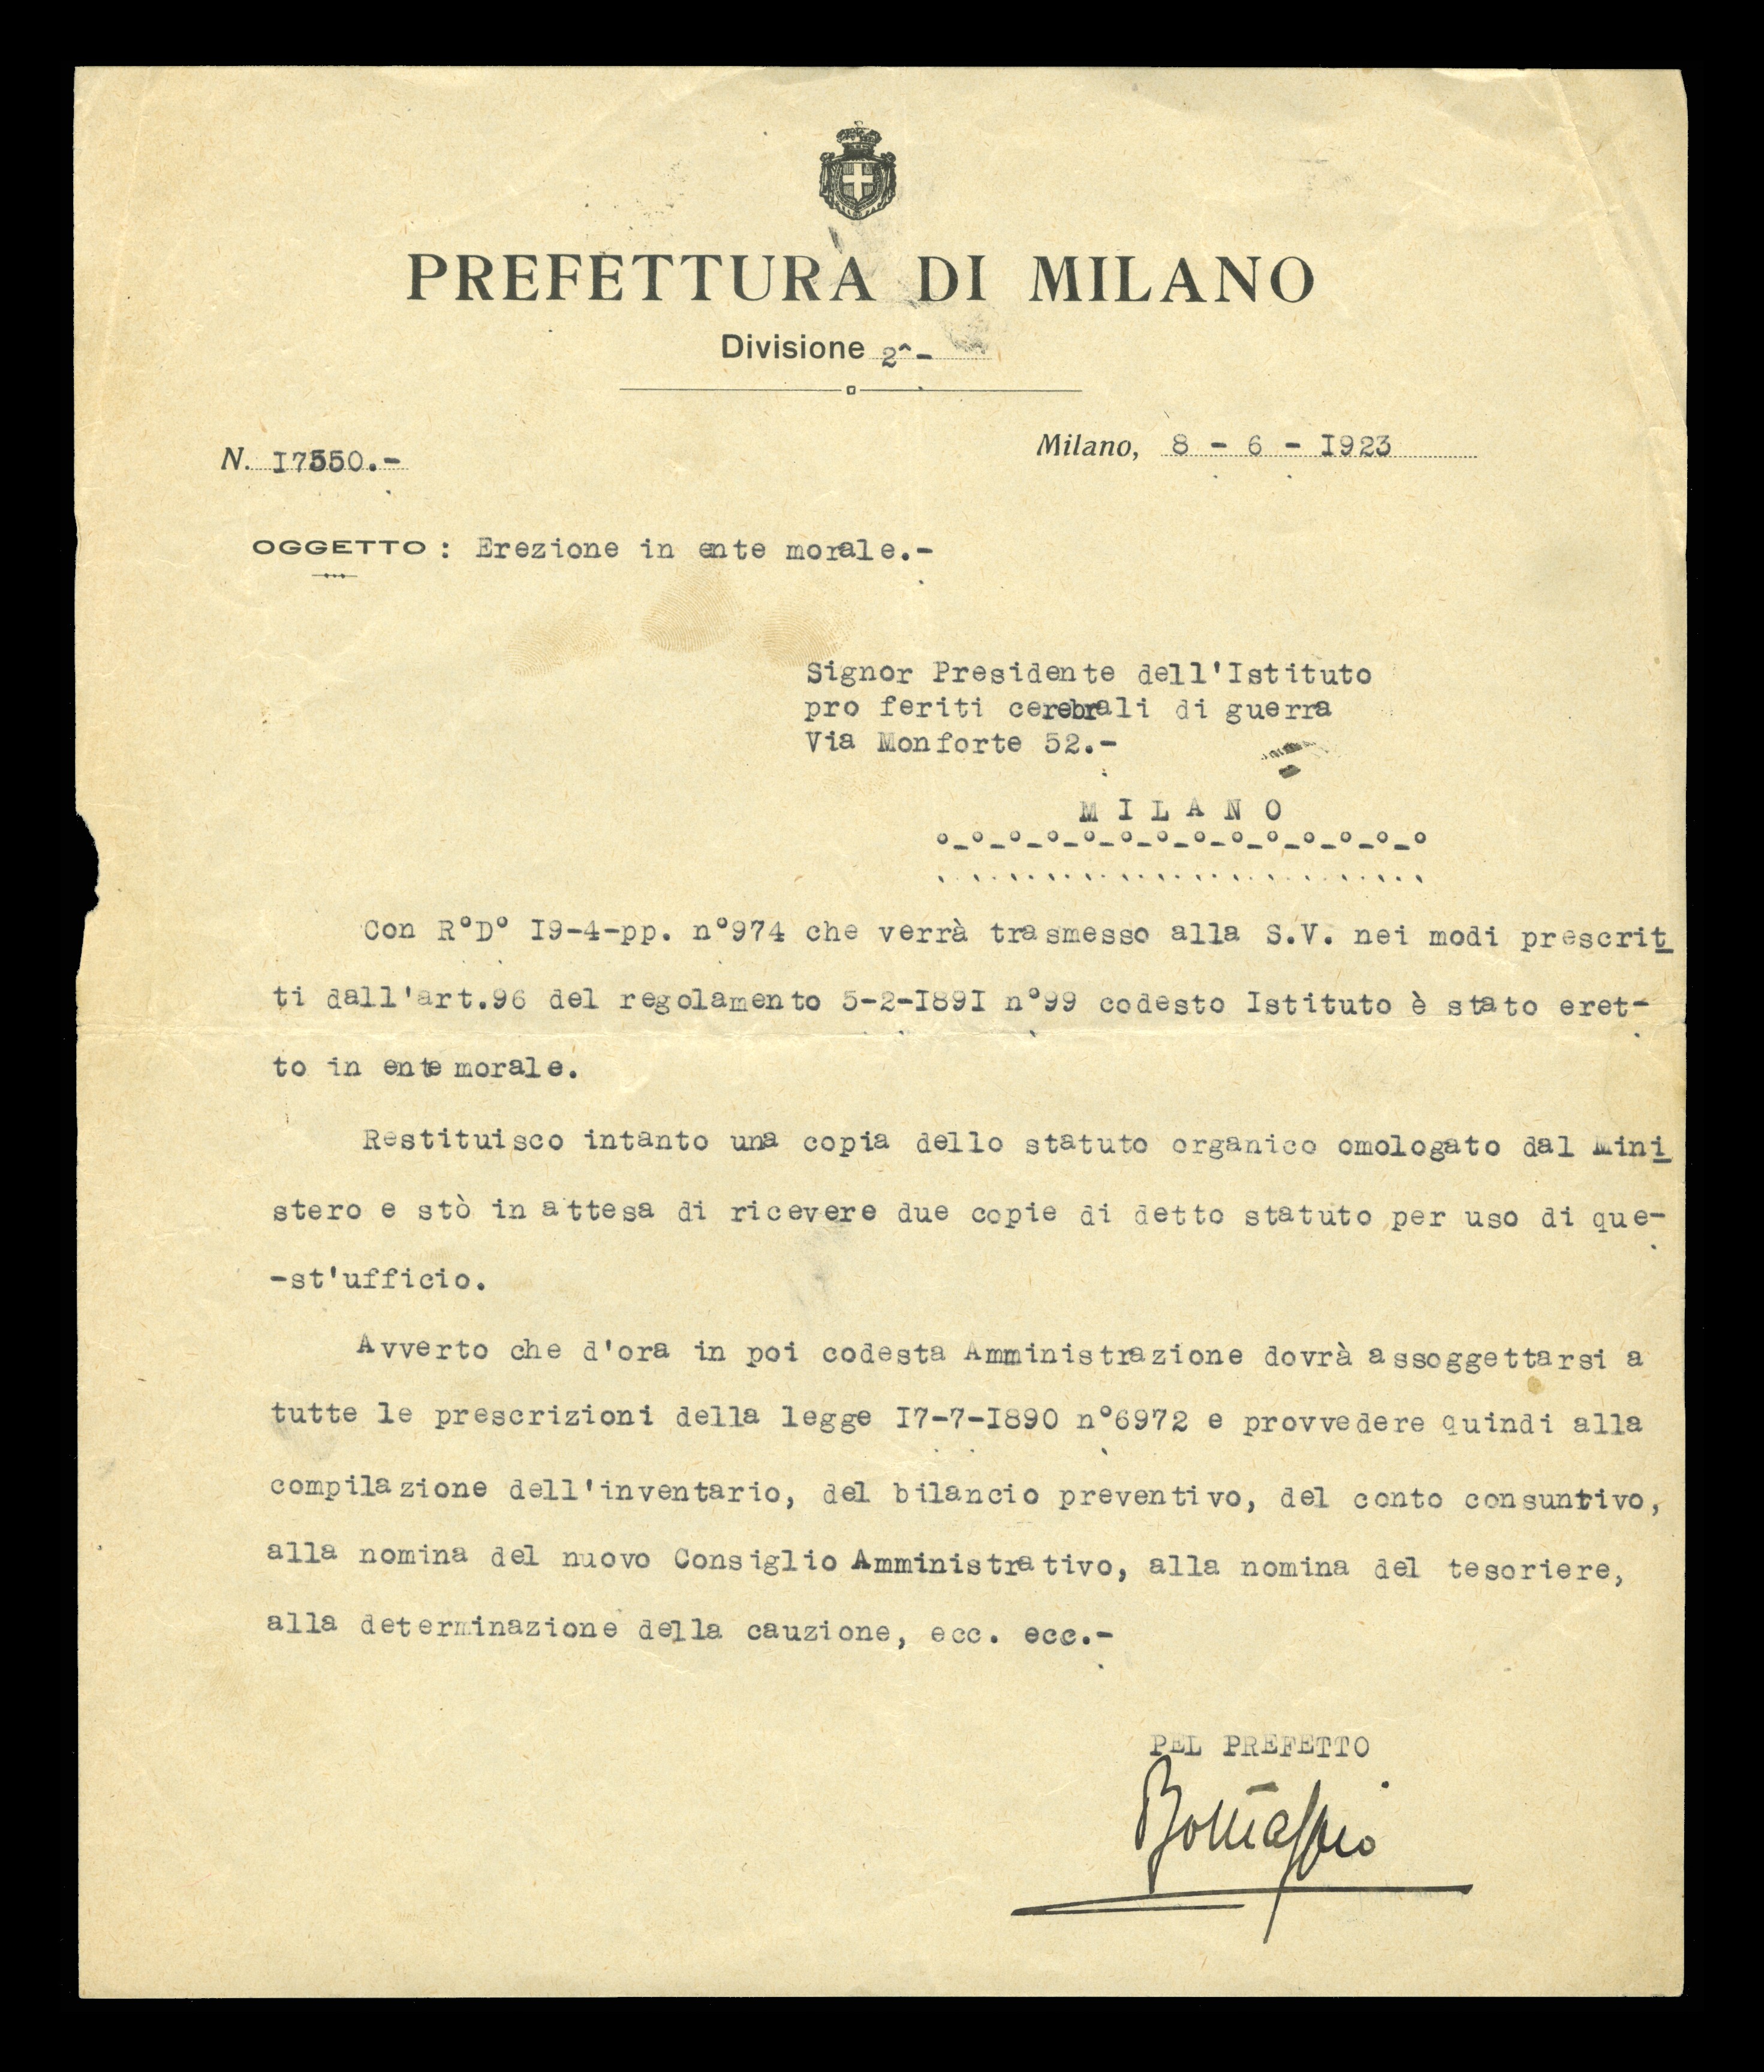 PREFETTURA DI MILANO
Divisione 2^-
N. I7550.-
Milano, 8 - 6 - I923
OGGETTO : Erezione in ente morale.-
Signor Presidente dell'Istituto
pro feriti cerebrali di guerra
Via Monforte 52.-
M I L A N O
°-°-°-°-°-°-°-°-°-°-°-°-°-°
Con R°D° I9-4-pp. n°974 che verrà trasmesso alla S.V. nei modi prescrit
ti dall'art.96 del regolamento 5-2-I89I n°99 codesto Istituto è stato eret-
to in ente morale.
Restituisco intanto una copia dello statuto organico omologato dal Mini
stero e stò in attesa di ricevere due copie di detto statuto per uso di que-
-st'ufficio.
Avverto che d'ora in poi codesta Amministrazione dovrà assoggettarsi a
tutte le prescrizioni della legge I7-7-I890 n°6972 e provvedere quindi alla
compilazione dell'inventario, del bilancio preventivo, del conto consuntivo,
alla nomina del nuovo Consiglio Amministrativo, alla nomina del tesoriere,
alla determinazione della cauzione, ecc. ecc.-
PEL PREFETTO